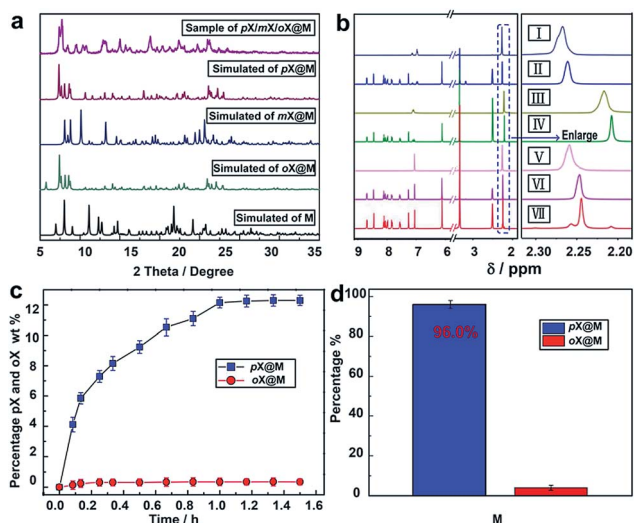 a
Sample of pX/mX/oX@M
Simulated of pX@M
Simulated of mX@M
Simulated of oX@M
Simulated of M
5 10 15 20 25 30 35
2 Theta / Degree
b
I
II
III
IV
Enlarge
V
VI
VII
9 8 7 6 3 2
2.30 2.25 2.20
δ / ppm
c
Percentage pX and oX wt %
12
10
8
6
4
2
0
pX@M
oX@M
0.0 0.2 0.4 0.6 0.8 1.0 1.2 1.4 1.6
Time / h
d
Percentage %
100
80
60
40
20
0
96.0%
pX@M
oX@M
M